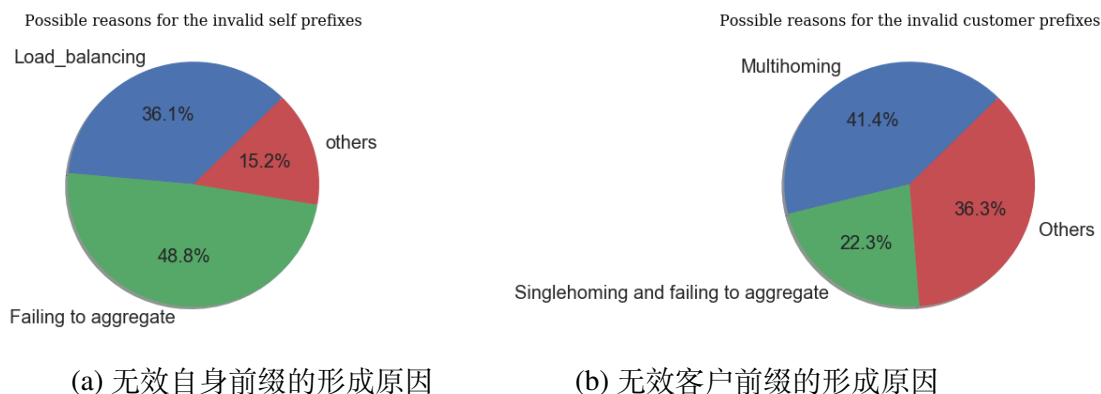 Possible reasons for the invalid self prefixes
Load_balancing
36.1%
others
15.2%
48.8%
Failing to aggregate
(a) 无效自身前缀的形成原因
Possible reasons for the invalid customer prefixes
Multihoming
41.4%
36.3%
Others
22.3%
Singlehoming and failing to aggregate
(b) 无效客户前缀的形成原因